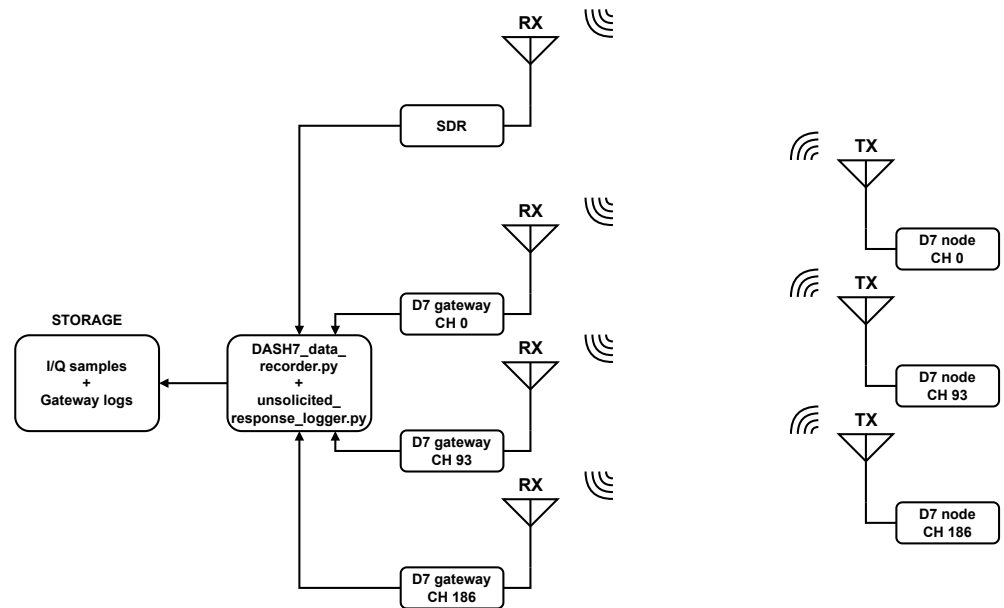 RX
SDR
RX
D7 gateway
CH 0
RX
D7 gateway
CH 93
RX
D7 gateway
CH 186
STORAGE
I/Q samples
+
Gateway logs
DASH7_data_
recorder.py
+
unsolicited_
response_logger.py
TX
D7 node
CH 0
TX
D7 node
CH 93
TX
D7 node
CH 186